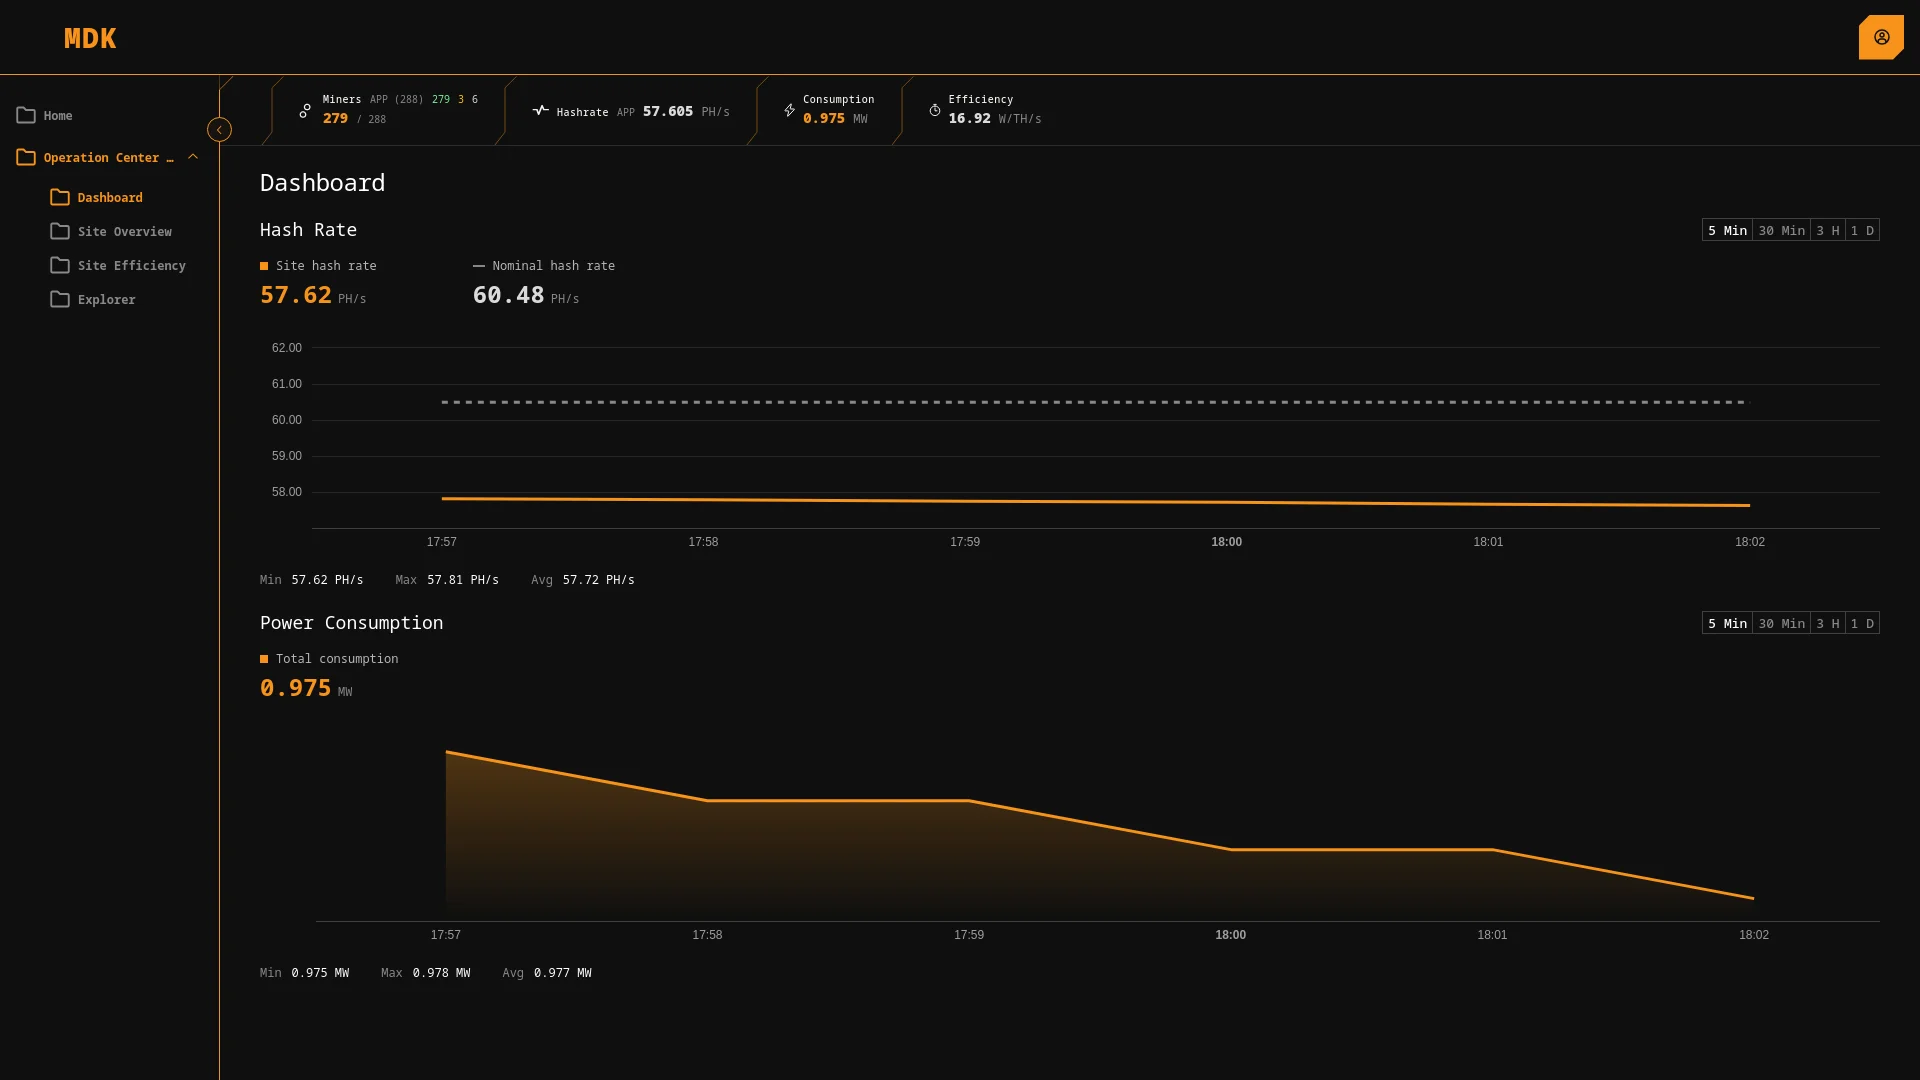 MDK
Home
Operation Center …
Dashboard
Site Overview
Site Efficiency
Explorer
Miners APP (288) 279 3 6
279 / 288
Hashrate APP 57.605 PH/s
Consumption
0.975 MW
Efficiency
16.92 W/TH/s
Dashboard
Hash Rate
5 Min 30 Min 3 H 1 D
Site hash rate
57.62 PH/s
Nominal hash rate
60.48 PH/s
62.00
61.00
60.00
59.00
58.00
17:57 17:58 17:59 18:00 18:01 18:02
Min 57.62 PH/s Max 57.81 PH/s Avg 57.72 PH/s
Power Consumption
5 Min 30 Min 3 H 1 D
Total consumption
0.975 MW
17:57 17:58 17:59 18:00 18:01 18:02
Min 0.975 MW Max 0.978 MW Avg 0.977 MW